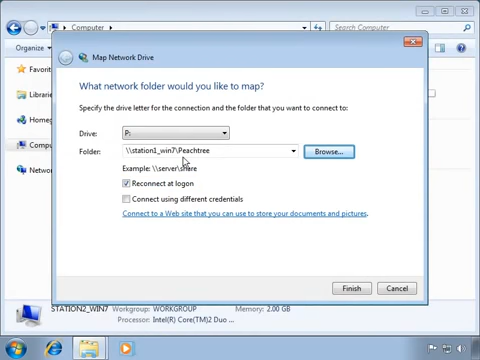 Computer
Search Computer
Organize
Map Network Drive
Favori
What network folder would you like to map?
Librarie
Specify the drive letter for the connection and the folder that you want to connect to:
Homeg
Drive:
P:
Compu
Folder:
\\station1_win7\Peachtree
Browse...
Netwo
Example: \\server\share
Reconnect at logon
Connect using different credentials
Connect to a Web site that you can use to store your documents and pictures.
Finish
Cancel
STATION2_WIN7
Workgroup: WORKGROUP
Memory: 2.00 GB
Processor: Intel(R) Core(TM)2 Duo ...